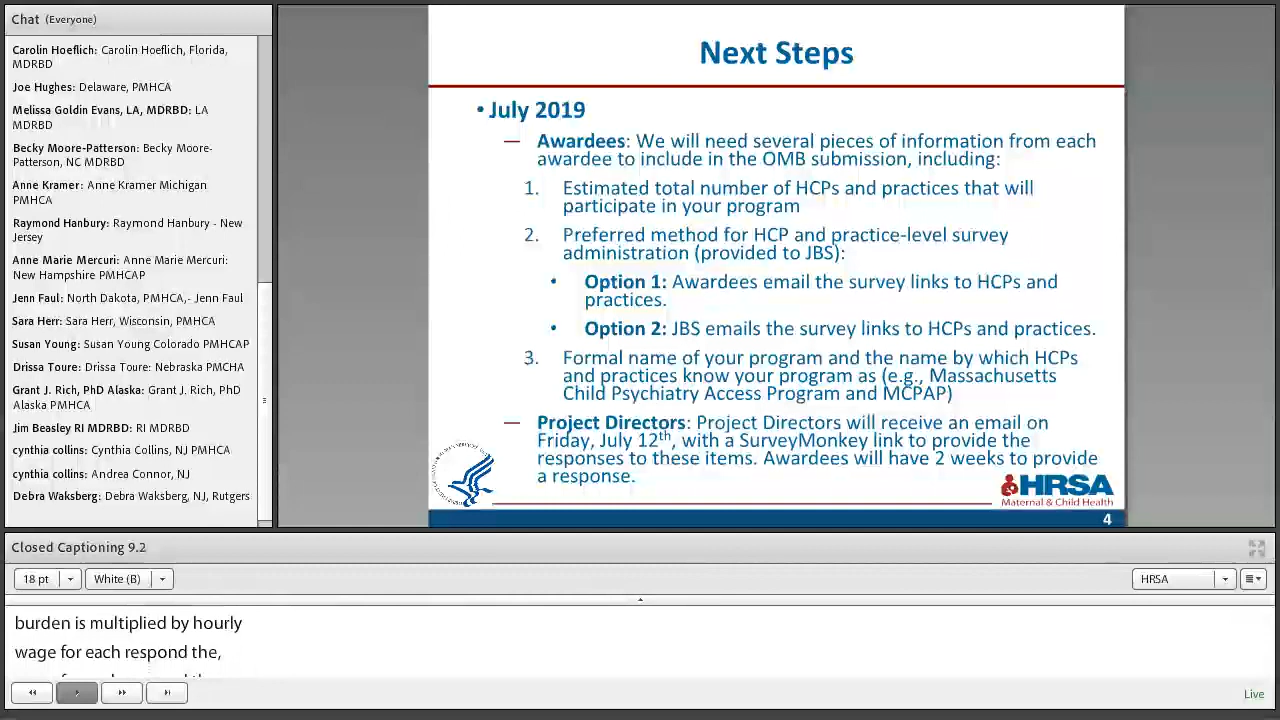 Chat (Everyone)
Carolin Hoeflich: Carolin Hoeflich, Florida,
MDRBD
Joe Hughes: Delaware, PMHCA
Melissa Goldin Evans, LA, MDRBD: LA
MDRBD
Becky Moore-Patterson: Becky Moore-
Patterson, NC MDRBD
Anne Kramer: Anne Kramer Michigan
PMHCA
Raymond Hanbury: Raymond Hanbury - New
Jersey
Anne Marie Mercuri: Anne Marie Mercuri:
New Hampshire PMHCAP
Jenn Faul: North Dakota, PMHCA,- Jenn Faul
Sara Herr: Sara Herr, Wisconsin, PMHCA
Susan Young: Susan Young Colorado PMHCAP
Drissa Toure: Drissa Toure: Nebraska PMCHA
Grant J. Rich, PhD Alaska: Grant J. Rich, PhD
Alaska PMHCA
Jim Beasley RI MDRBD: RI MDRBD
cynthia collins: Cynthia Collins, NJ PMHCA
cynthia collins: Andrea Connor, NJ
Debra Waksberg: Debra Waksberg, NJ, Rutgers
Next Steps
• July 2019
— Awardees: We will need several pieces of information from each
awardee to include in the OMB submission, including:
1. Estimated total number of HCPs and practices that will
participate in your program
2. Preferred method for HCP and practice-level survey
administration (provided to JBS):
• Option 1: Awardees email the survey links to HCPs and
practices.
• Option 2: JBS emails the survey links to HCPs and practices.
3. Formal name of your program and the name by which HCPs
and practices know your program as (e.g., Massachusetts
Child Psychiatry Access Program and MCPAP)
— Project Directors: Project Directors will receive an email on
Friday, July 12th, with a SurveyMonkey link to provide the
responses to these items. Awardees will have 2 weeks to provide
a response.
HRSA
Maternal & Child Health
4
Closed Captioning 9.2
18 pt White (B) HRSA
burden is multiplied by hourly
wage for each respond the,
Live